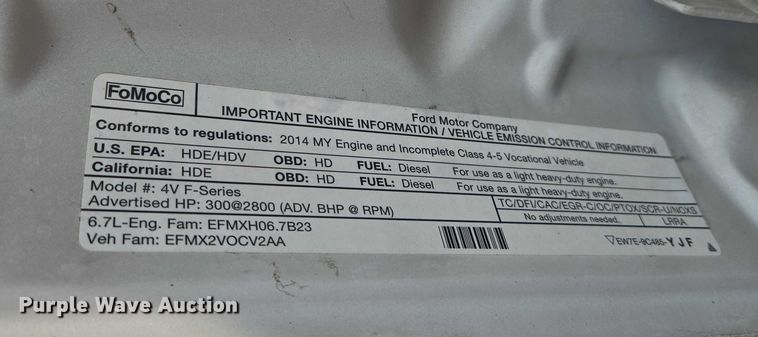 FoMoCo
Ford Motor Company
IMPORTANT ENGINE INFORMATION / VEHICLE EMISSION CONTROL INFORMATION
Conforms to regulations: 2014 MY Engine and Incomplete Class 4-5 Vocational Vehicle
U.S. EPA: HDE/HDV OBD: HD FUEL: Diesel For use as a light heavy-duty engine.
California: HDE OBD: HD FUEL: Diesel For use as a light heavy-duty engine.
Model #: 4V F-Series
Advertised HP: 300@2800 (ADV. BHP @ RPM)
TC/DFI/CAC/EGR-C/OC/PTOX/SCR-U/NOXS
No adjustments needed. LRRA
6.7L-Eng. Fam: EFMXH06.7B23
Veh Fam: EFMX2VOCV2AA
EW7E-9C485-YJF
Purple Wave Auction